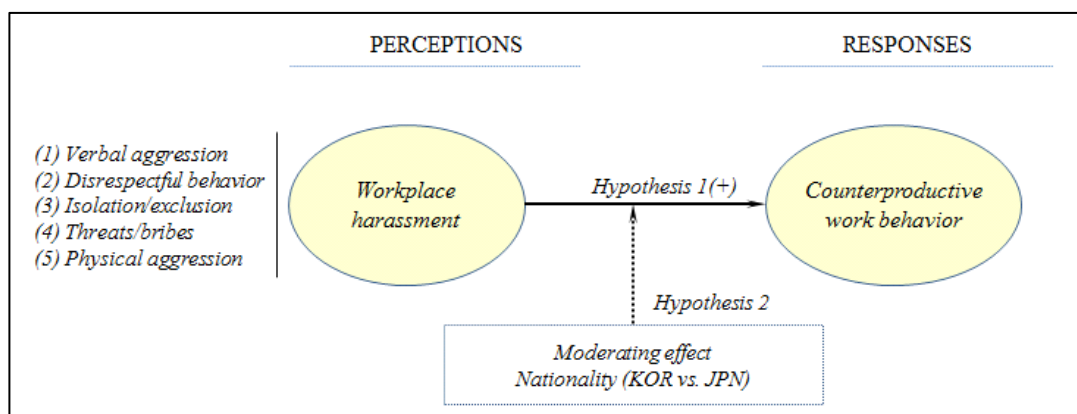 PERCEPTIONS
RESPONSES
(1) Verbal aggression
(2) Disrespectful behavior
(3) Isolation/exclusion
(4) Threats/bribes
(5) Physical aggression
Workplace
harassment
Hypothesis 1(+)
Counterproductive
work behavior
Hypothesis 2
Moderating effect
Nationality (KOR vs. JPN)